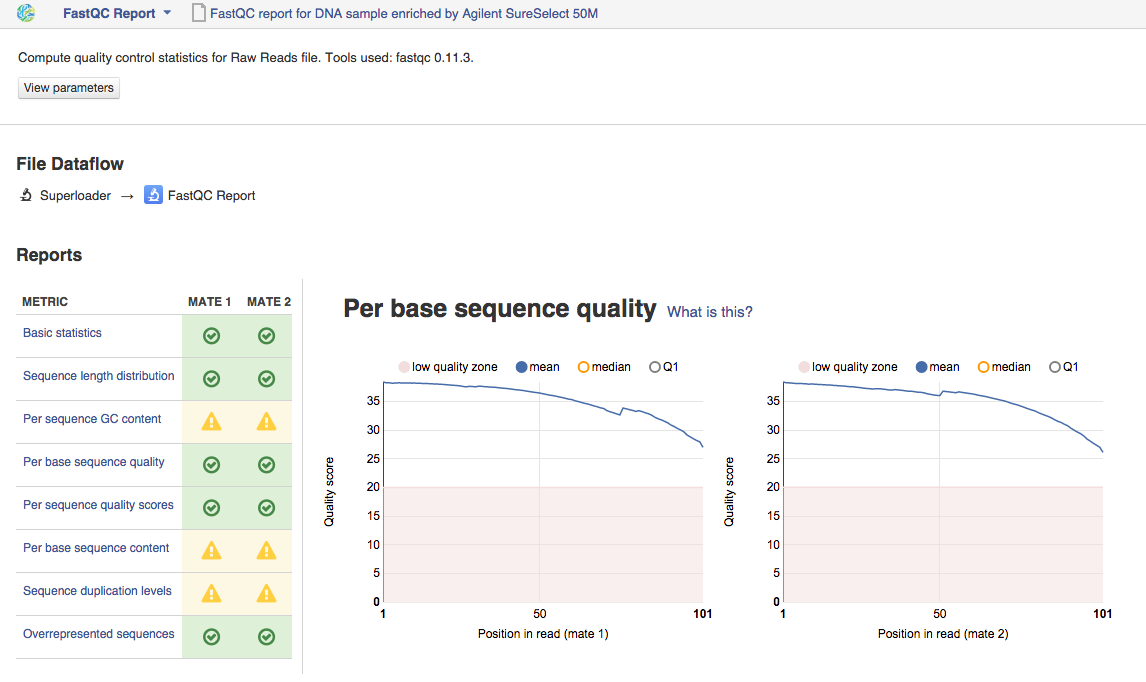 FastQC Report FastQC report for DNA sample enriched by Agilent SureSelect 50M
Compute quality control statistics for Raw Reads file. Tools used: fastqc 0.11.3.
View parameters
File Dataflow
Superloader → FastQC Report
Reports
METRIC MATE 1 MATE 2
Basic statistics
Sequence length distribution
Per sequence GC content
Per base sequence quality
Per sequence quality scores
Per base sequence content
Sequence duplication levels
Overrepresented sequences
Per base sequence quality What is this?
low quality zone mean median Q1
Quality score
35
30
25
20
15
10
5
0
1 50 101
Position in read (mate 1)
low quality zone mean median Q1
Quality score
35
30
25
20
15
10
5
0
1 50 101
Position in read (mate 2)